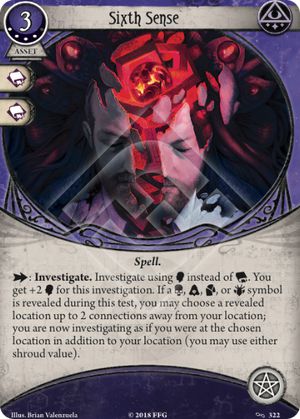 3
Sixth Sense
ASSET
Spell.
: Investigate. Investigate using instead of . You
get +2 for this investigation. If a , , , or symbol
is revealed during this test, you may choose a revealed
location up to 2 connections away from your location;
you are now investigating as if you were at the chosen
location in addition to your location (you may use either
shroud value).
Illus. Brian Valenzuela
© 2018 FFG
322